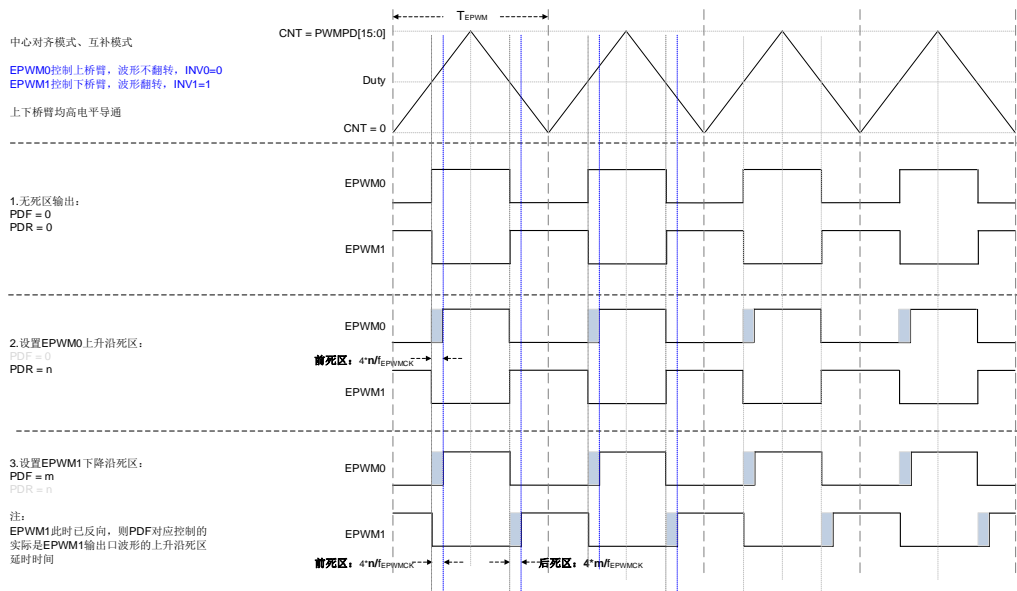 T EPWM
CNT = PWMPD[15:0]
中心对齐模式、互补模式
EPWM0控制上桥臂，波形不翻转，INV0=0
Duty
EPWM1控制下桥臂，波形翻转，INV1=1
上下桥臂均高电平导通
CNT = 0
EPWM0
1.无死区输出：
PDF = 0
PDR = 0
EPWM1
EPWM0
2.设置EPWM0上升沿死区：
PDF = 0
前死区：4*n/fEPWMCK
PDR = n
EPWM1
3.设置EPWM1下降沿死区：
EPWM0
PDF = m
PDR = n
注：
EPWM1此时已反向，则PDF对应控制的
EPWM1
实际是EPWM1输出口波形的上升沿死区
延时时间
前死区：4*n/fEPWMCK
后死区：4*m/fEPWMCK